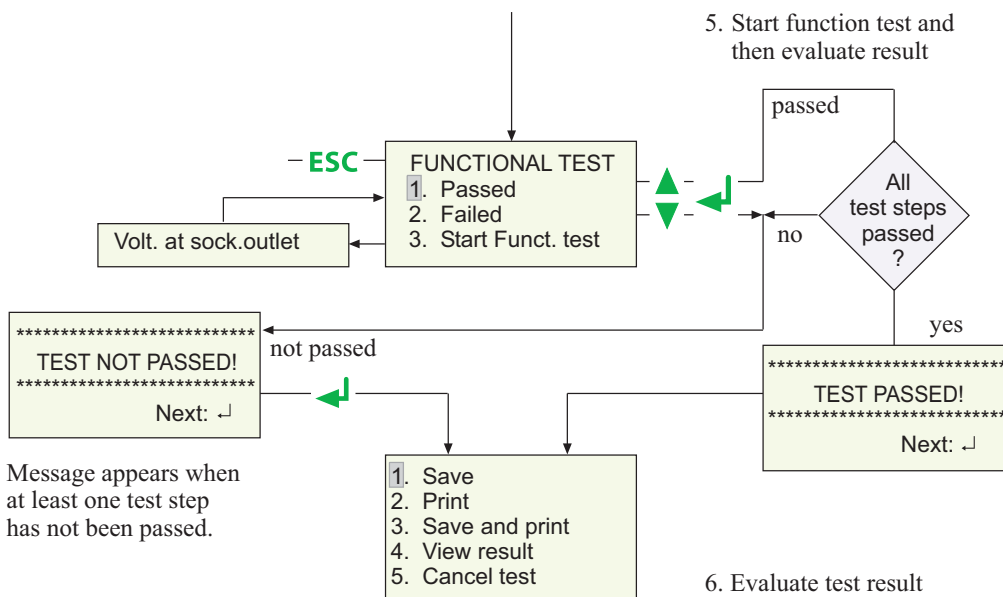 5. Start function test and
then evaluate result
passed
ESC
FUNCTIONAL TEST
1. Passed
2. Failed
3. Start Funct. test
All
test steps
passed
?
no
Volt. at sock.outlet
yes
***************************
TEST NOT PASSED!
***************************
Next: ↵
not passed
***************************
TEST PASSED!
***************************
Next: ↵
Message appears when
at least one test step
has not been passed.
1. Save
2. Print
3. Save and print
4. View result
5. Cancel test
6. Evaluate test result